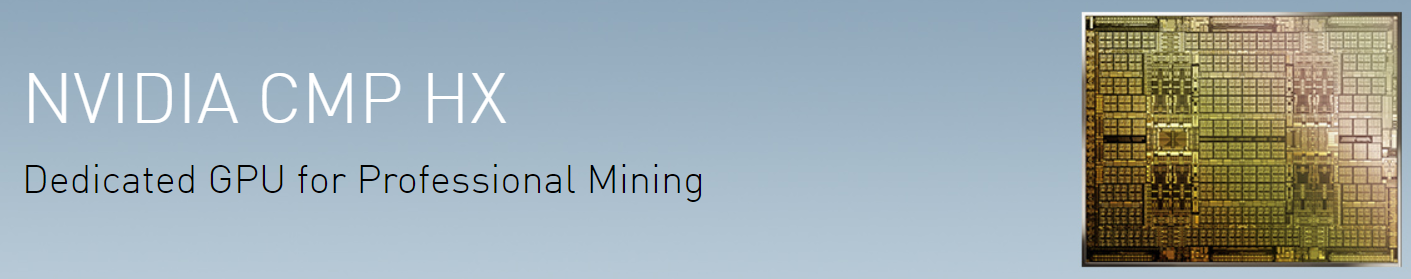 NVIDIA CMP HX
Dedicated GPU for Professional Mining